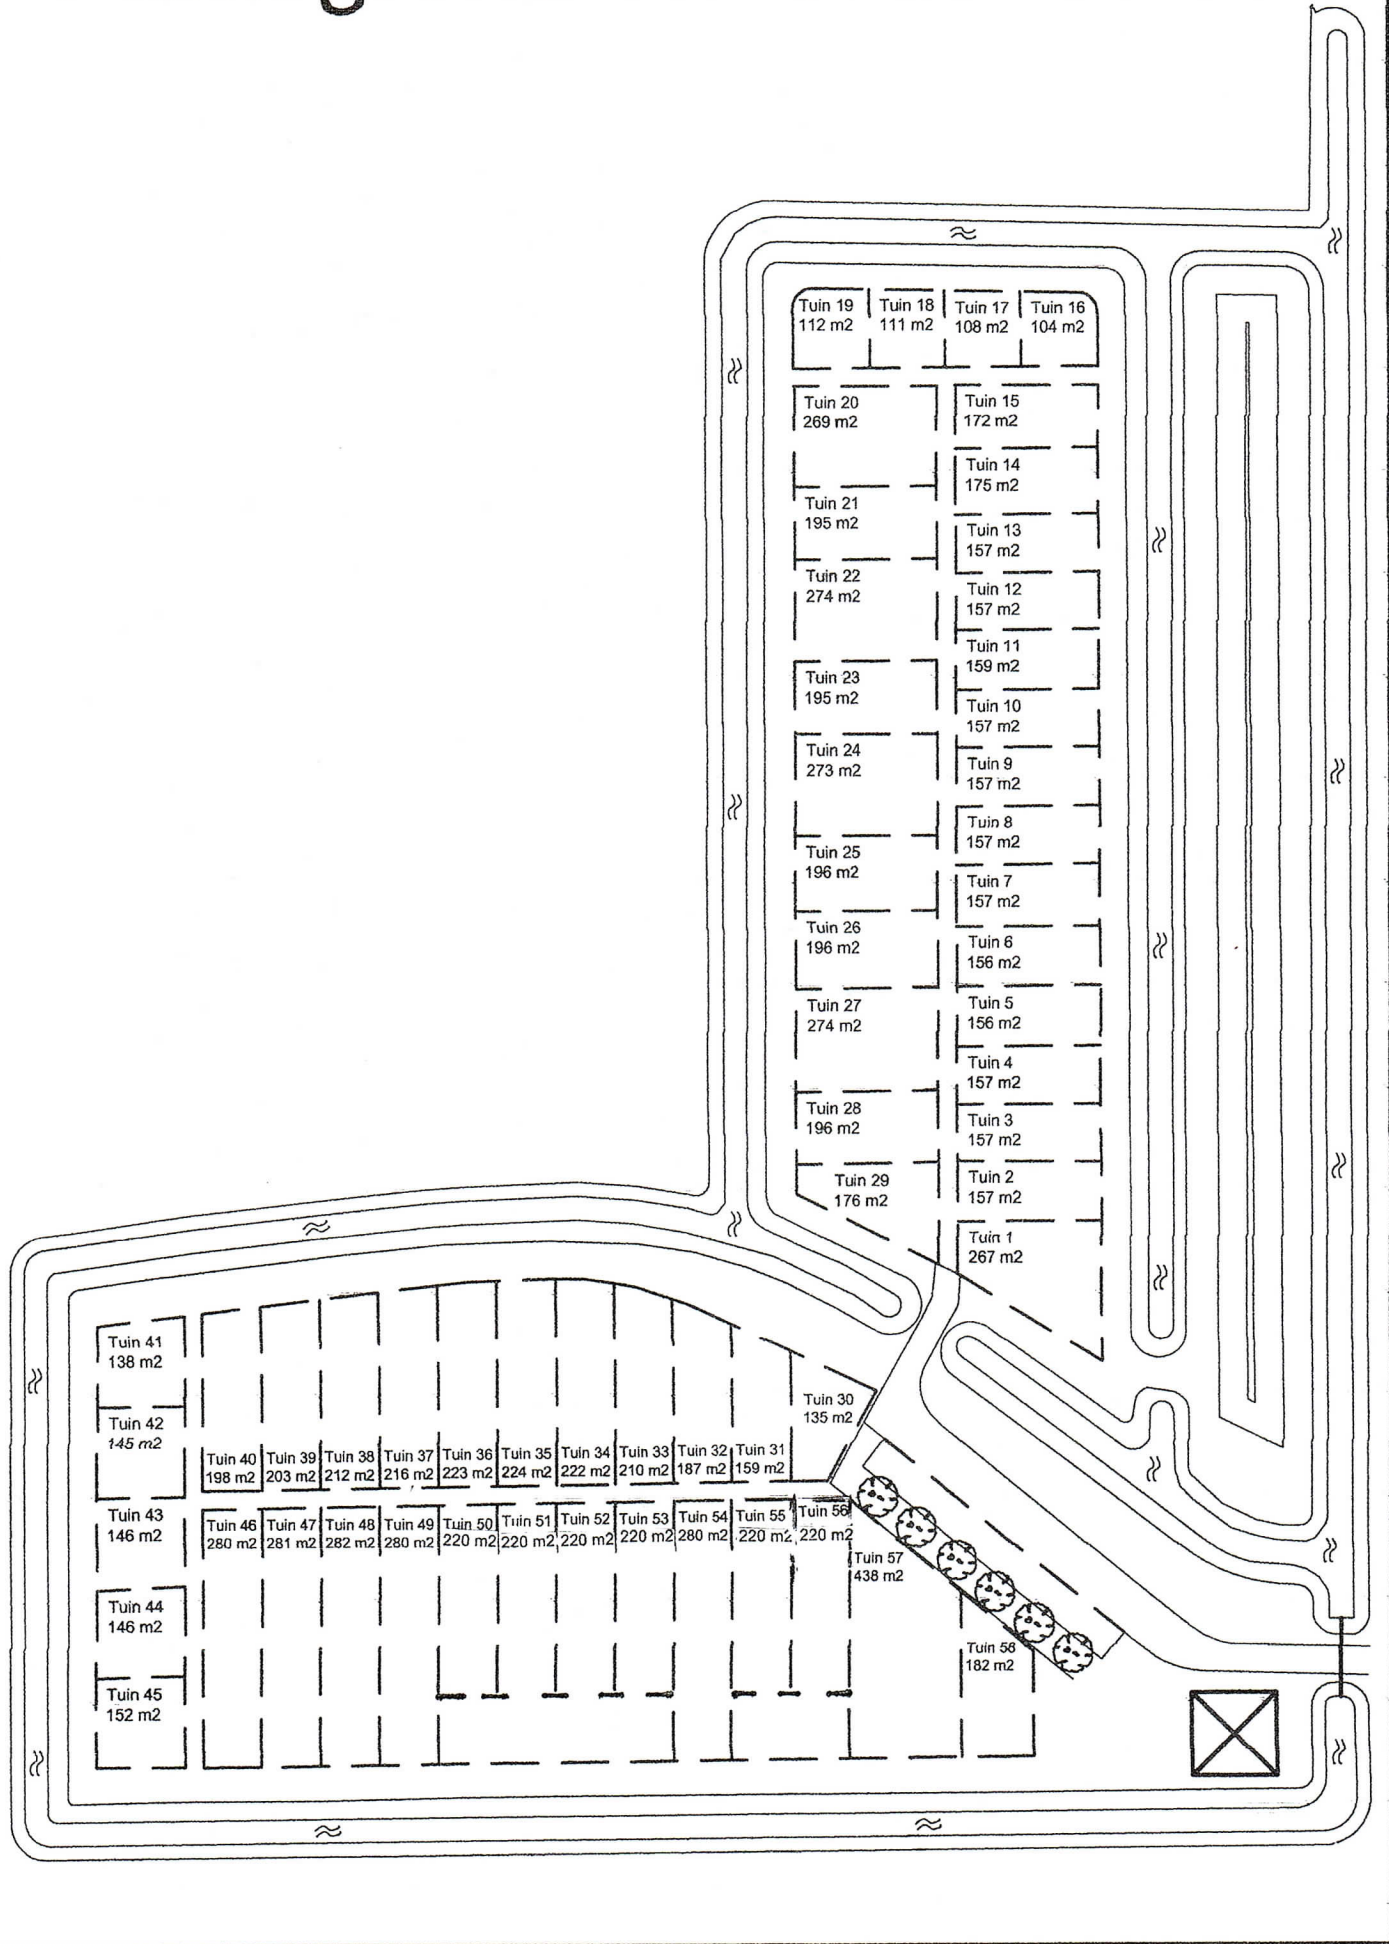 g
Tuin 19
112 m2
Tuin 18
111 m2
Tuin 17
108 m2
Tuin 16
104 m2
Tuin 20
269 m2
Tuin 15
172 m2
Tuin 14
175 m2
Tuin 21
195 m2
Tuin 13
157 m2
Tuin 22
274 m2
Tuin 12
157 m2
Tuin 11
159 m2
Tuin 23
195 m2
Tuin 10
157 m2
Tuin 24
273 m2
Tuin 9
157 m2
Tuin 8
157 m2
Tuin 25
196 m2
Tuin 7
157 m2
Tuin 26
196 m2
Tuin 6
156 m2
Tuin 27
274 m2
Tuin 5
156 m2
Tuin 4
157 m2
Tuin 28
196 m2
Tuin 3
157 m2
Tuin 29
176 m2
Tuin 2
157 m2
Tuin 1
267 m2
Tuin 41
138 m2
Tuin 42
145 m2
Tuin 43
146 m2
Tuin 44
146 m2
Tuin 45
152 m2
Tuin 40
198 m2
Tuin 39
203 m2
Tuin 38
212 m2
Tuin 37
216 m2
Tuin 36
223 m2
Tuin 35
224 m2
Tuin 34
222 m2
Tuin 33
210 m2
Tuin 32
187 m2
Tuin 31
159 m2
Tuin 30
135 m2
Tuin 46
280 m2
Tuin 47
281 m2
Tuin 48
282 m2
Tuin 49
280 m2
Tuin 50
220 m2
Tuin 51
220 m2
Tuin 52
220 m2
Tuin 53
220 m2
Tuin 54
280 m2
Tuin 55
220 m2
Tuin 56
220 m2
Tuin 57
438 m2
Tuin 58
182 m2